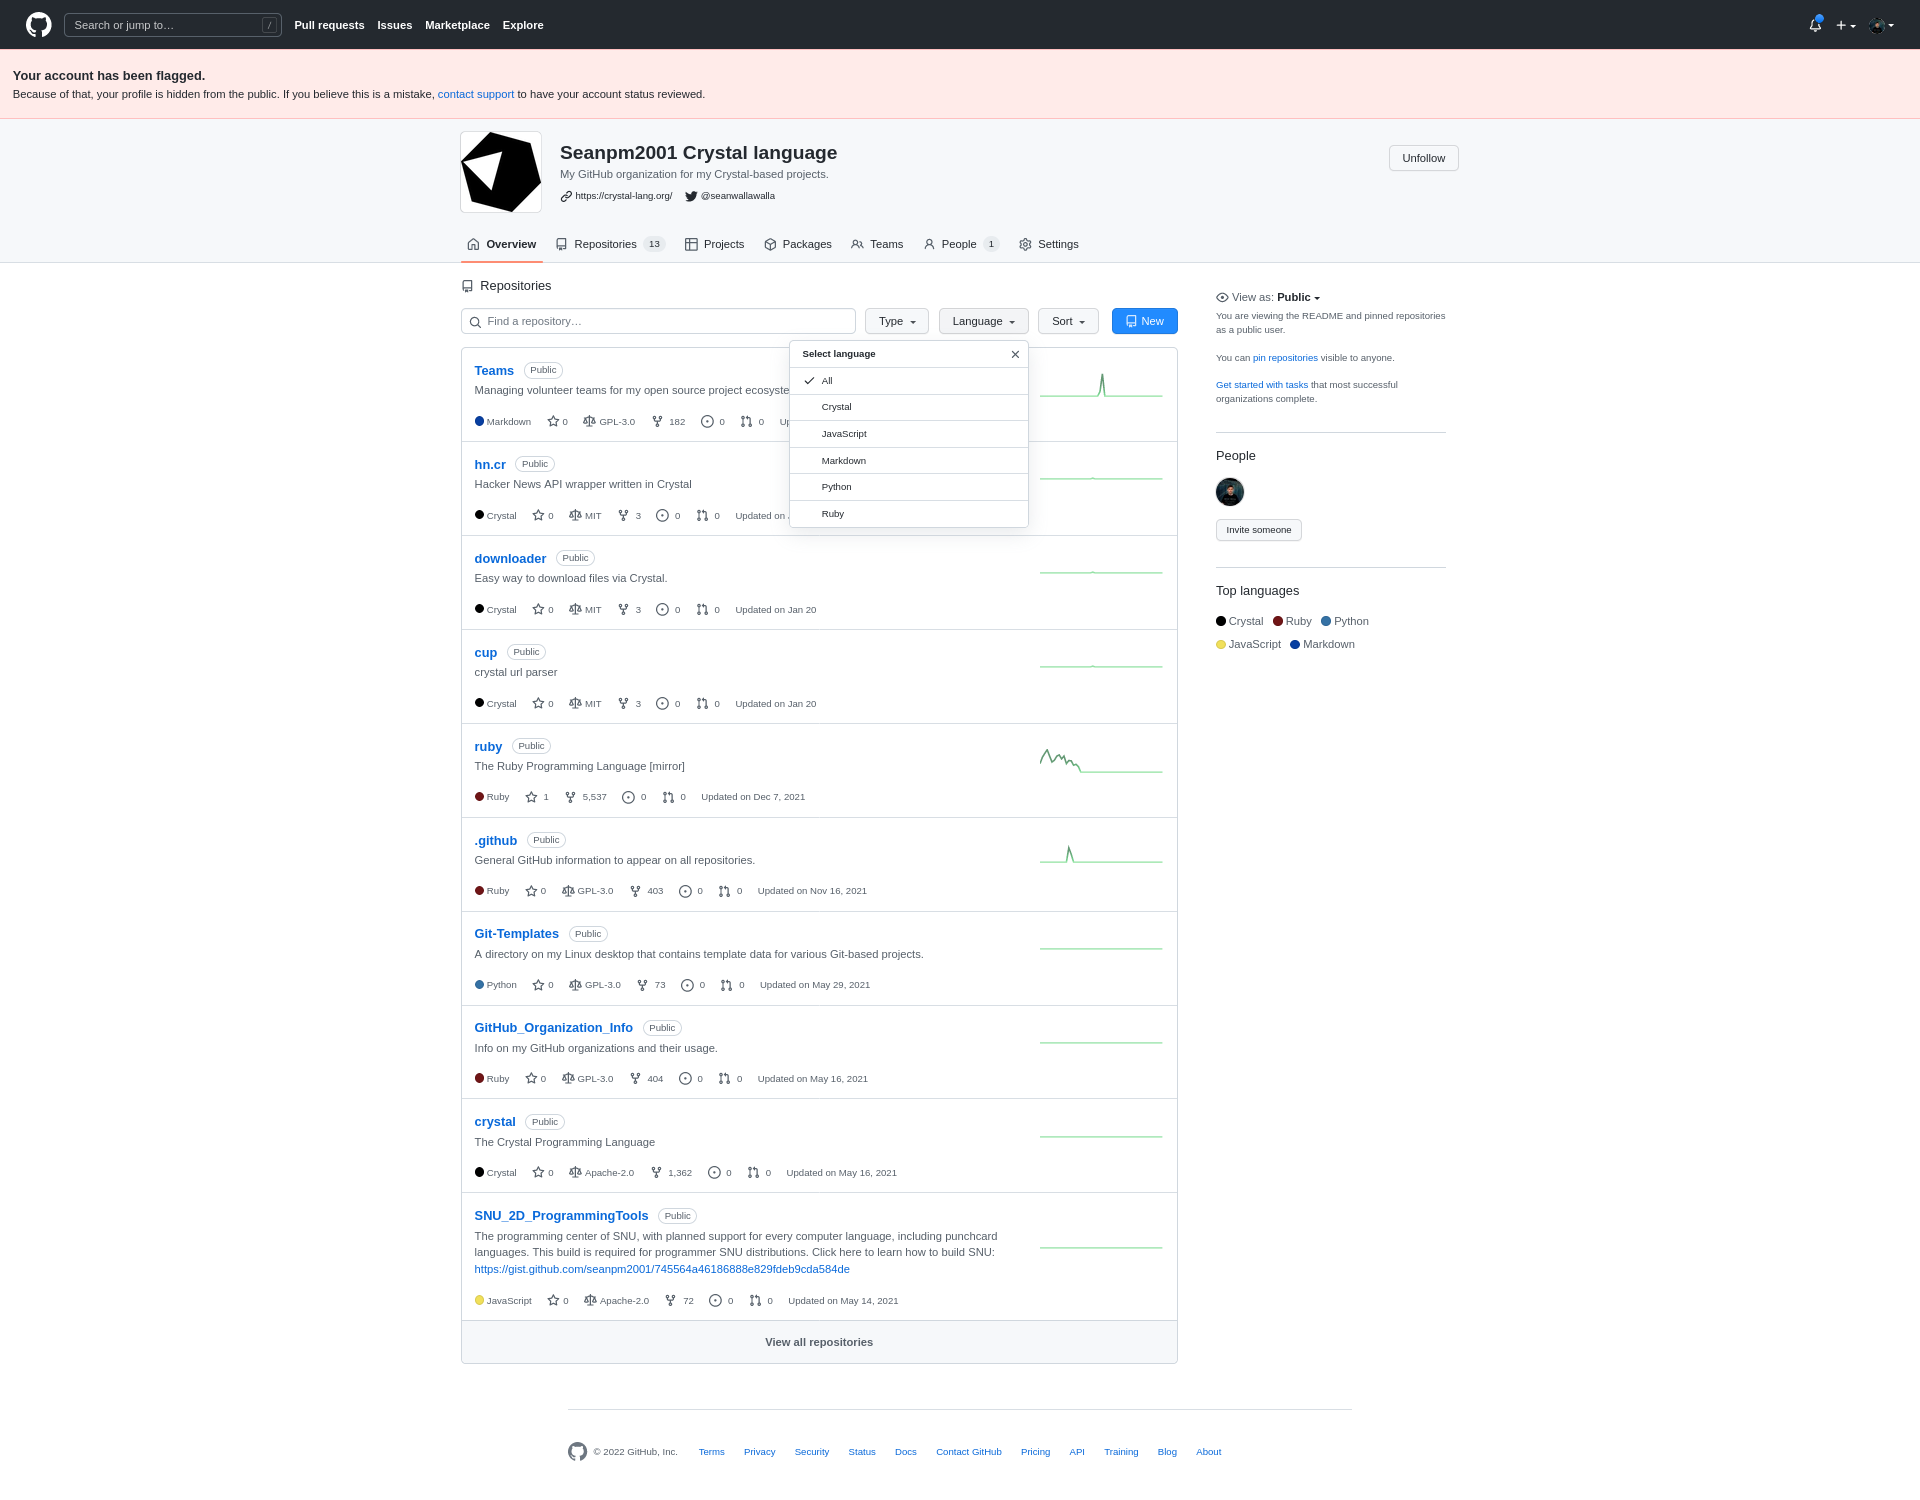 Search or jump to… /
Pull requests Issues Marketplace Explore
Your account has been flagged.
Because of that, your profile is hidden from the public. If you believe this is a mistake, contact support to have your account status reviewed.
Seanpm2001 Crystal language
My GitHub organization for my Crystal-based projects.
https://crystal-lang.org/ @seanwallawalla
Unfollow
Overview Repositories 13 Projects Packages Teams People 1 Settings
Repositories
Find a repository… Type Language Sort New
Select language
All
Crystal
JavaScript
Markdown
Python
Ruby
Teams Public
Managing volunteer teams for my open source project ecosyste
Markdown 0 GPL-3.0 182 0 0
hn.cr Public
Hacker News API wrapper written in Crystal
Crystal 0 MIT 3 0 0 Updated on
downloader Public
Easy way to download files via Crystal.
Crystal 0 MIT 3 0 0 Updated on Jan 20
cup Public
crystal url parser
Crystal 0 MIT 3 0 0 Updated on Jan 20
ruby Public
The Ruby Programming Language [mirror]
Ruby 1 5,537 0 0 Updated on Dec 7, 2021
.github Public
General GitHub information to appear on all repositories.
Ruby 0 GPL-3.0 403 0 0 Updated on Nov 16, 2021
Git-Templates Public
A directory on my Linux desktop that contains template data for various Git-based projects.
Python 0 GPL-3.0 73 0 0 Updated on May 29, 2021
GitHub_Organization_Info Public
Info on my GitHub organizations and their usage.
Ruby 0 GPL-3.0 404 0 0 Updated on May 16, 2021
crystal Public
The Crystal Programming Language
Crystal 0 Apache-2.0 1,362 0 0 Updated on May 16, 2021
SNU_2D_ProgrammingTools Public
The programming center of SNU, with planned support for every computer language, including punchcard
languages. This build is required for programmer SNU distributions. Click here to learn how to build SNU:
https://gist.github.com/seanpm2001/745564a46186888e829fdeb9cda584de
JavaScript 0 Apache-2.0 72 0 0 Updated on May 14, 2021
View all repositories
View as: Public
You are viewing the README and pinned repositories
as a public user.
You can pin repositories visible to anyone.
Get started with tasks that most successful
organizations complete.
People
Invite someone
Top languages
Crystal Ruby Python
JavaScript Markdown
© 2022 GitHub, Inc. Terms Privacy Security Status Docs Contact GitHub Pricing API Training Blog About